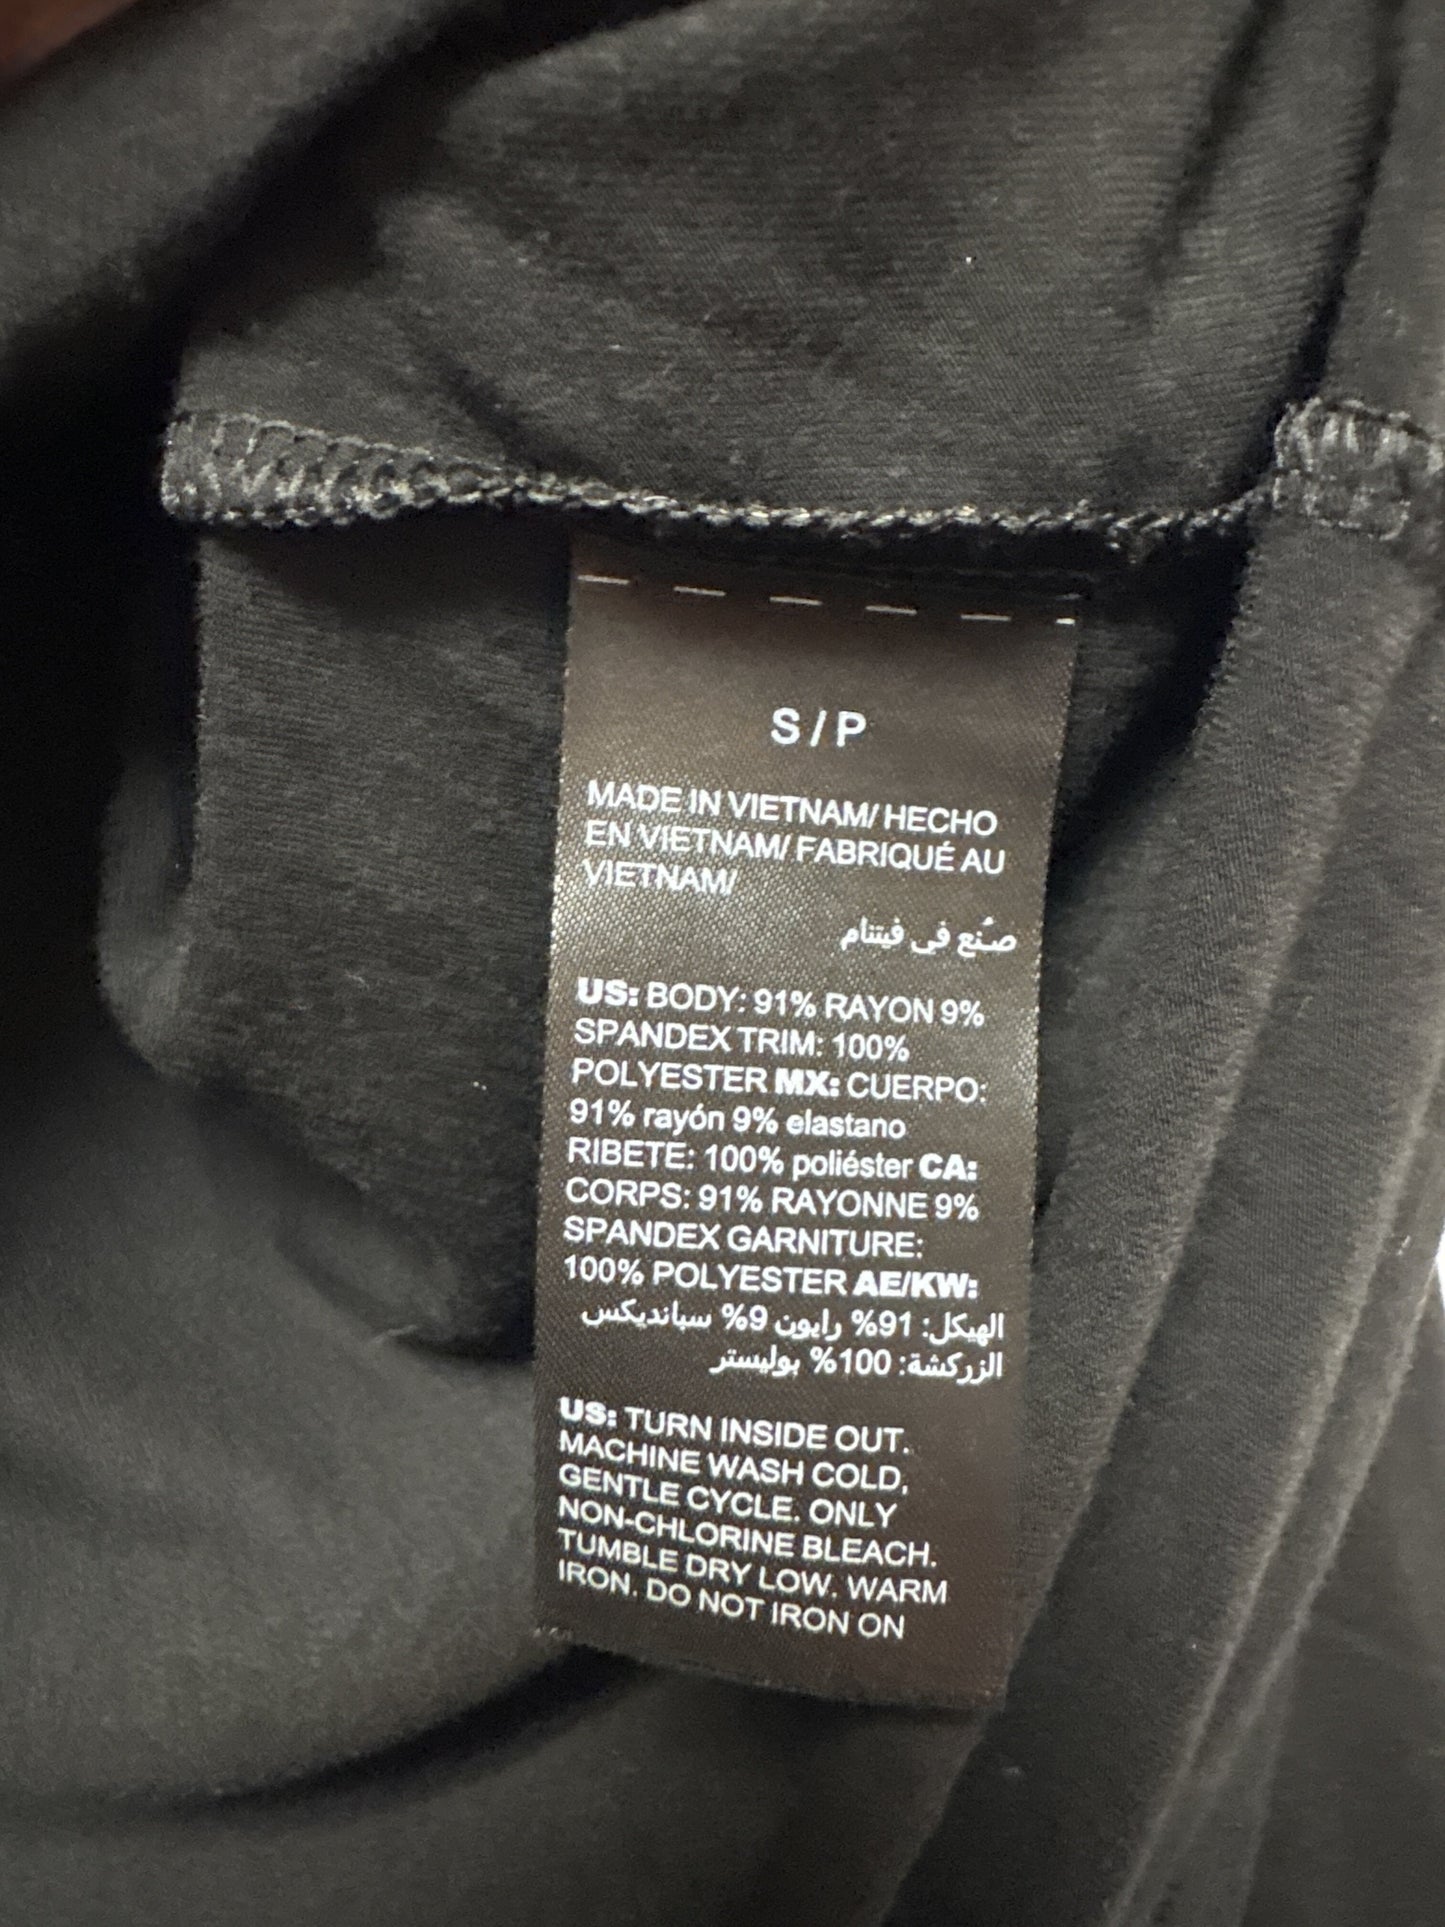 S / P
MADE IN VIETNAM/ HECHO
EN VIETNAM/ FABRIQUÉ AU
VIETNAM/
صُنع في فيتنام
US: BODY: 91% RAYON 9%
SPANDEX TRIM: 100%
POLYESTER MX: CUERPO:
91% rayón 9% elastano
RIBETE: 100% poliéster CA:
CORPS: 91% RAYONNE 9%
SPANDEX GARNITURE:
100% POLYESTER AE/KW:
الهيكل: 91% رايون 9% سباندیکس
الزركشة: 100% بوليستر
US: TURN INSIDE OUT.
MACHINE WASH COLD,
GENTLE CYCLE. ONLY
NON-CHLORINE BLEACH.
TUMBLE DRY LOW. WARM
IRON. DO NOT IRON ON